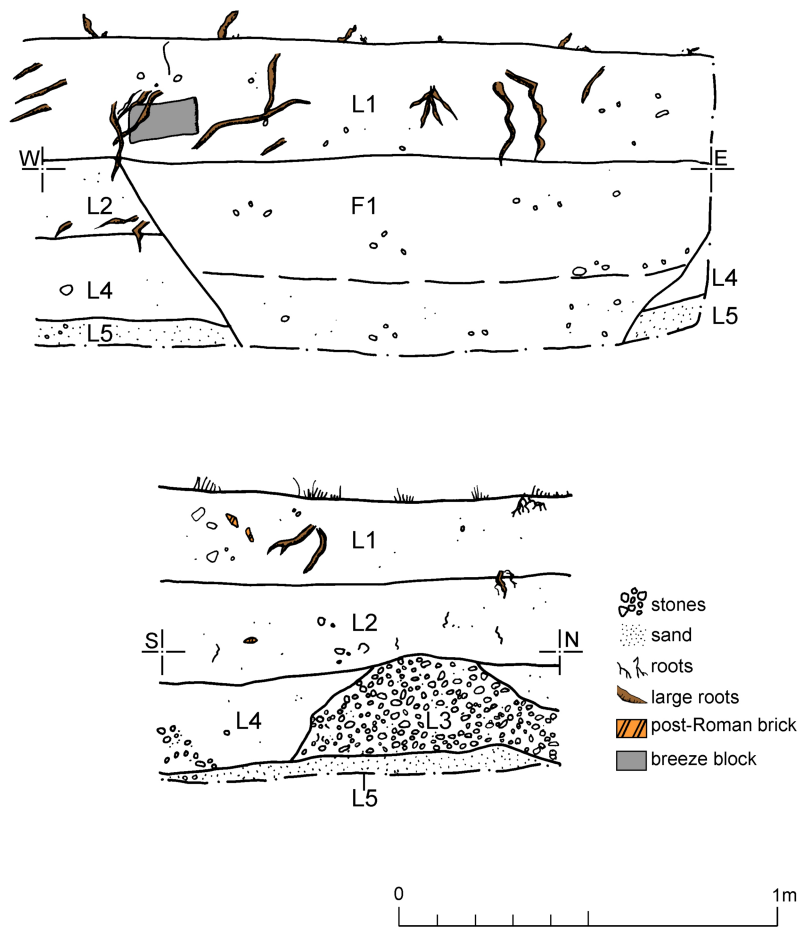 L1
W E
L2 F1
L4 L4
L5 L5
L1
L2
S N
L4 L3
L5
stones
sand
roots
large roots
post-Roman brick
breeze block
0 1m